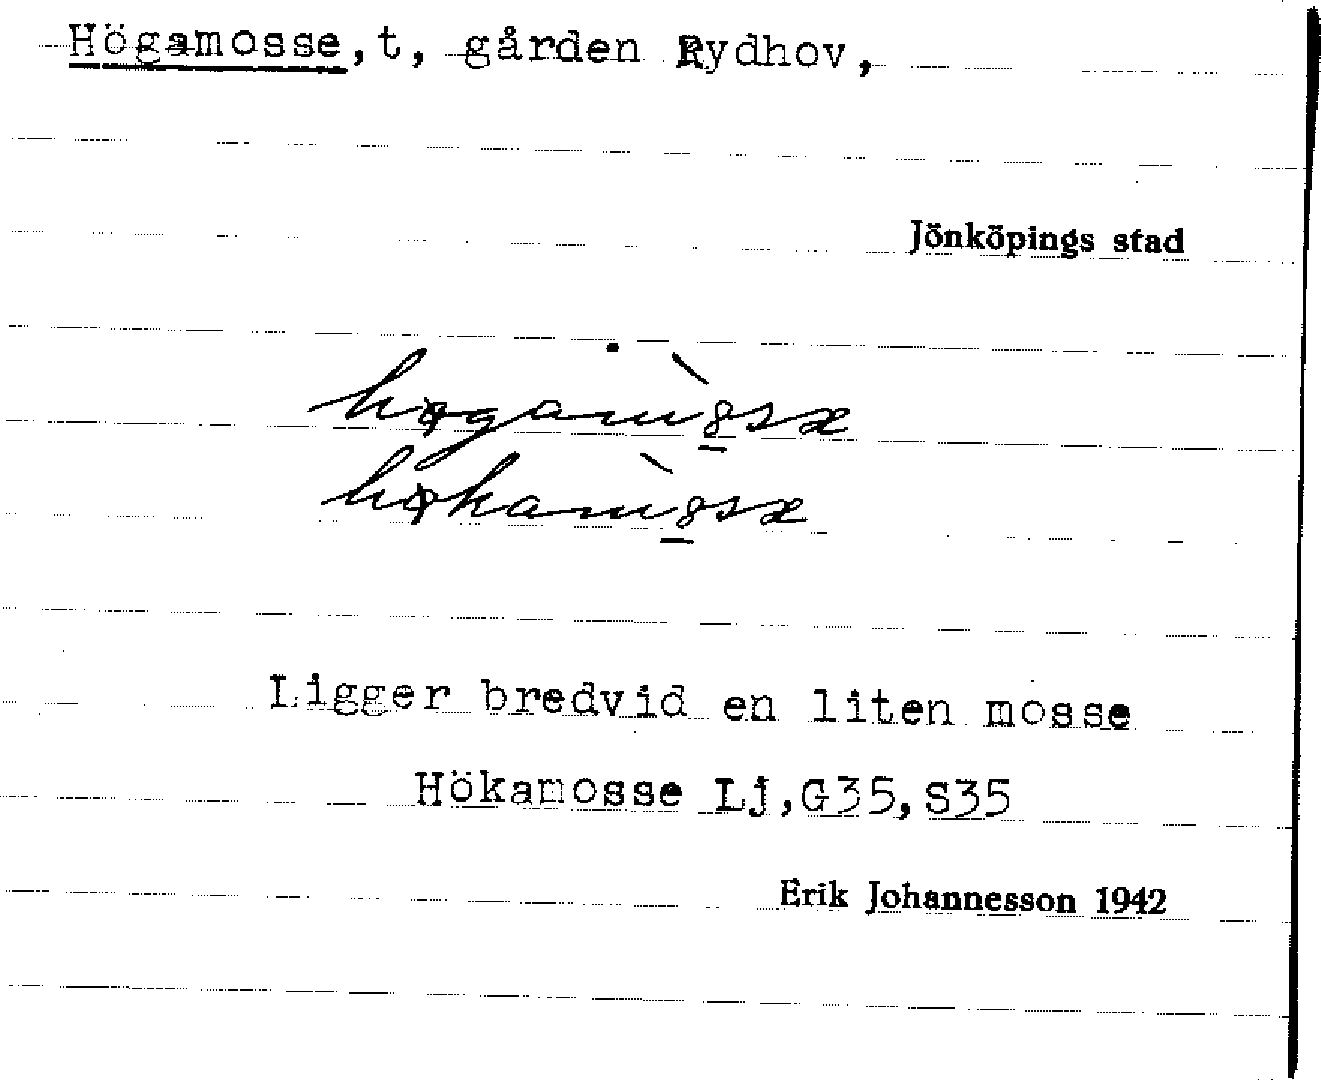 Högamosse,t, gården Rydhov,
Jönköpings stad
Ligger bredvid en liten mosse
Hökamosse Lj,G35,S35
Erik Johannesson 1942